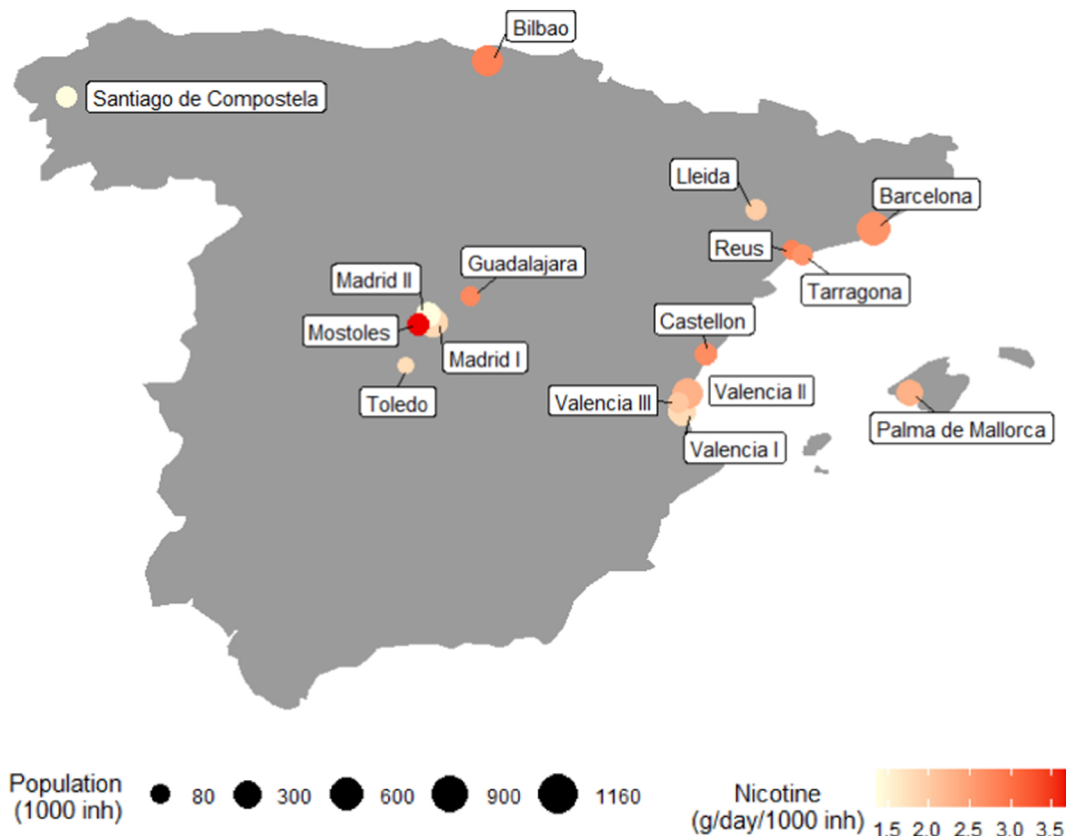 Bilbao
Santiago de Compostela
Lleida
Barcelona
Reus
Guadalajara
Madrid II
Tarragona
Mostoles
Castellon
Madrid I
Toledo
Valencia III
Valencia II
Palma de Mallorca
Valencia I
Population
(1000 inh)
80
300
600
900
1160
Nicotine
(g/day/1000 inh)
1.5 2.0 2.5 3.0 3.5